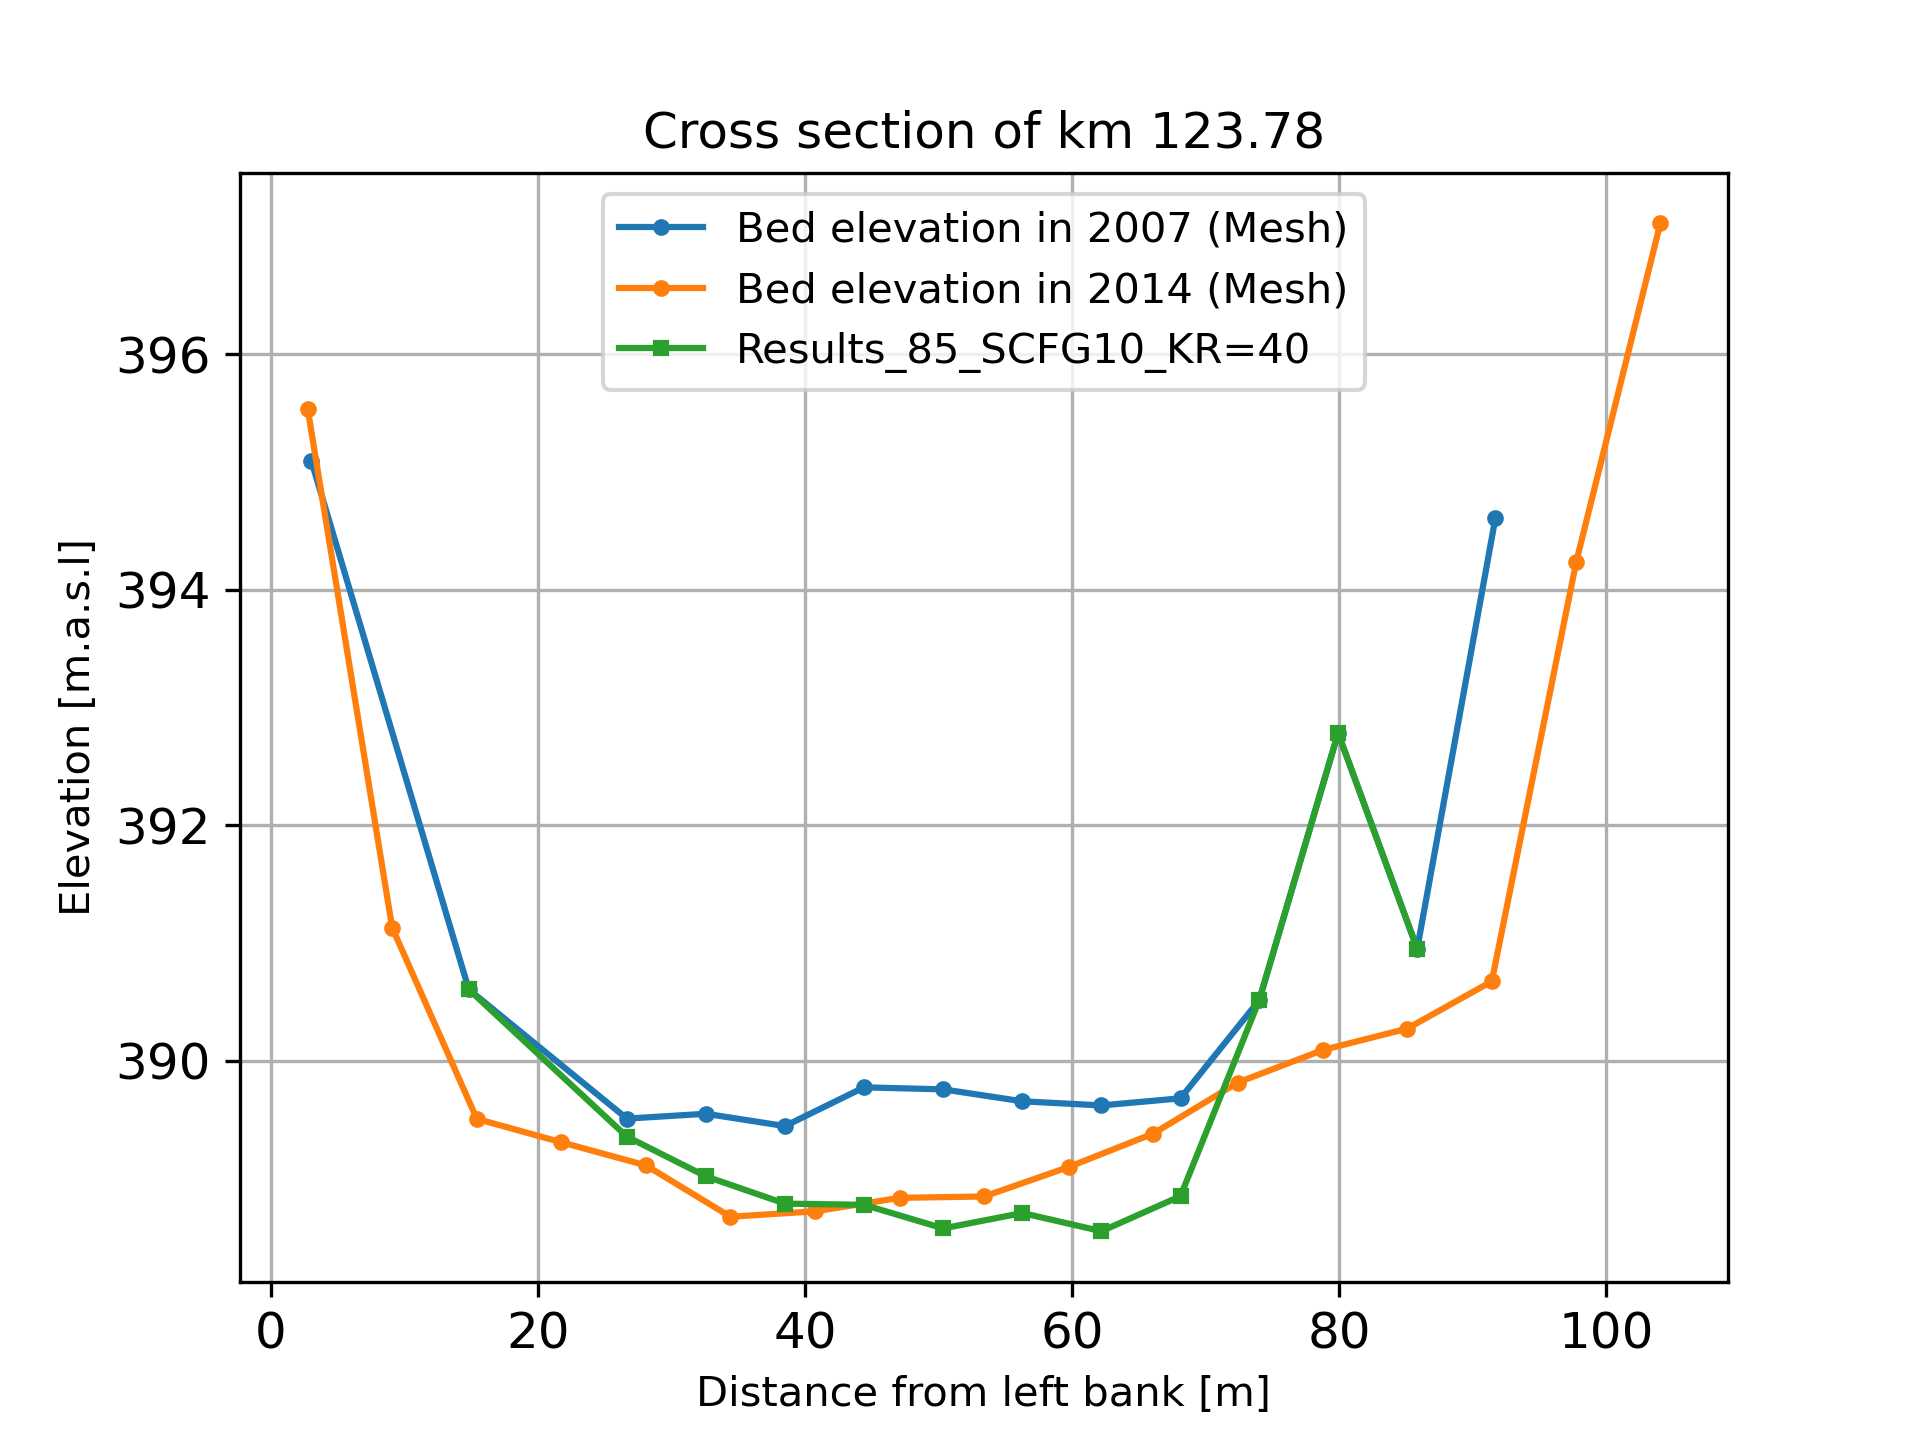 Cross section of km 123.78
Bed elevation in 2007 (Mesh)
Bed elevation in 2014 (Mesh)
Results_85_SCFG10_KR=40
396
394
392
390
Elevation [m.a.s.l]
0 20 40 60 80 100
Distance from left bank [m]